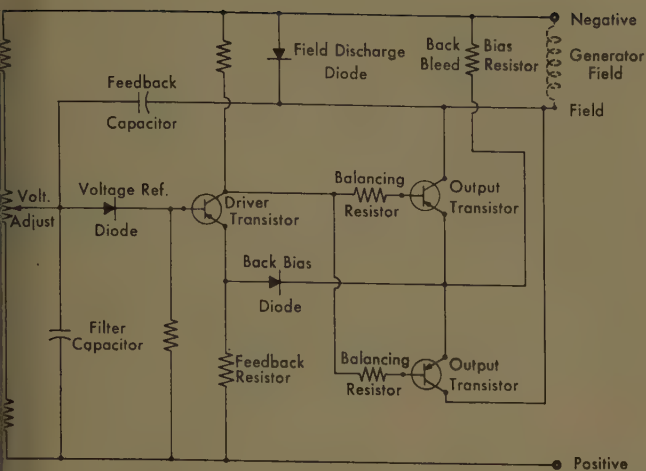 Negative
Field Discharge
Diode
Back
Bleed
Bias
Resistor
Generator
Field
Feedback
Capacitor
Field
Volt.
Adjust
Voltage Ref.
Diode
Driver
Transistor
Balancing
Resistor
Output
Transistor
Back Bias
Diode
Filter
Capacitor
Feedback
Resistor
Balancing
Resistor
Output
Transistor
Positive